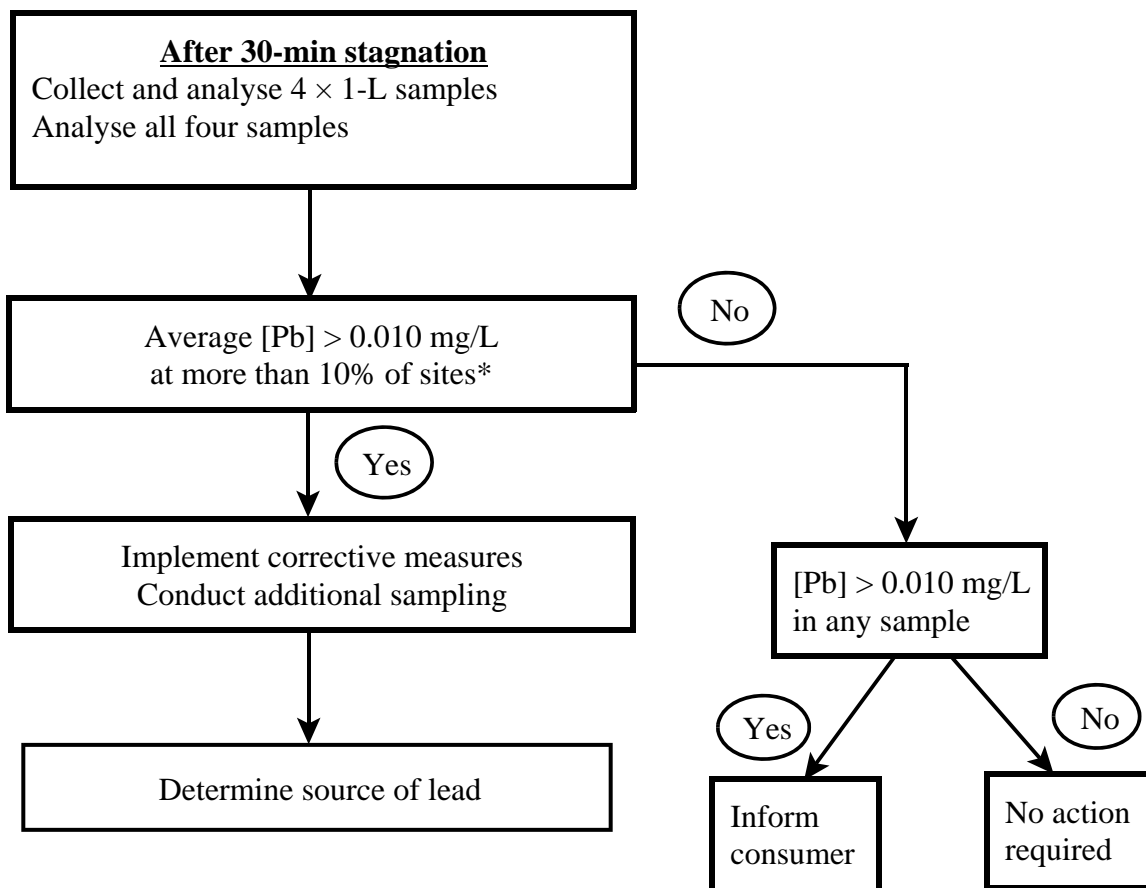 After 30-min stagnation
Collect and analyse 4 × 1-L samples
Analyse all four samples
Average [Pb] > 0.010 mg/L
at more than 10% of sites*
No
Yes
Implement corrective measures
Conduct additional sampling
[Pb] > 0.010 mg/L
in any sample
Yes
No
Determine source of lead
Inform
consumer
No action
required